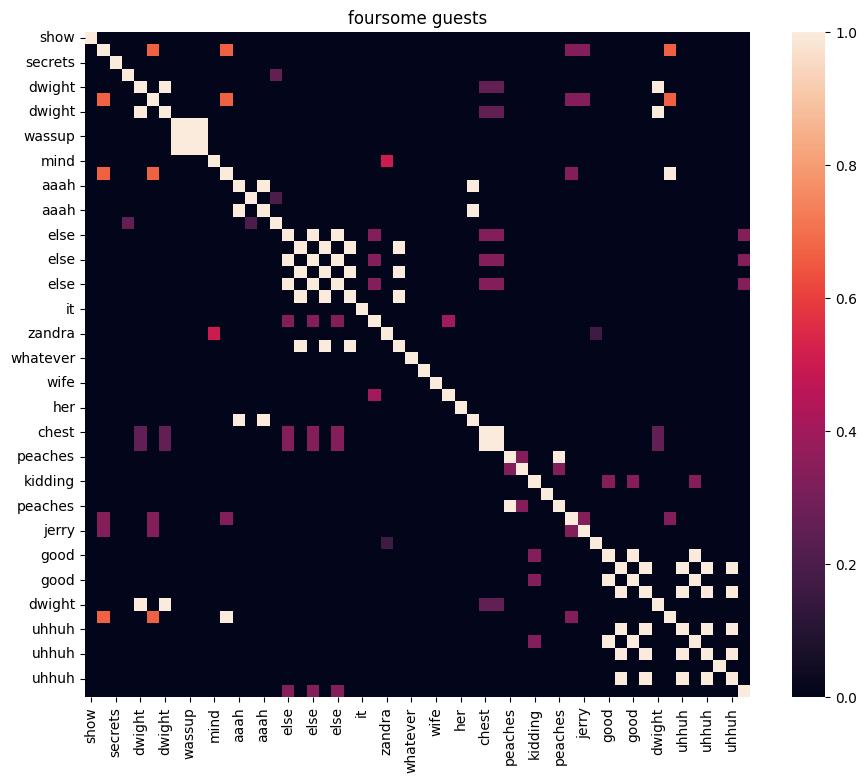 foursome guests
show
secrets
dwight
dwight
wassup
mind
aaah
aaah
else
else
else
it
zandra
whatever
wife
her
chest
peaches
kidding
peaches
jerry
good
good
dwight
uhhuh
uhhuh
uhhuh
1.0
0.8
0.6
0.4
0.2
0.0
show
secrets
dwight
dwight
wassup
mind
aaah
aaah
else
else
else
it
zandra
whatever
wife
her
chest
peaches
kidding
peaches
jerry
good
good
dwight
uhhuh
uhhuh
uhhuh